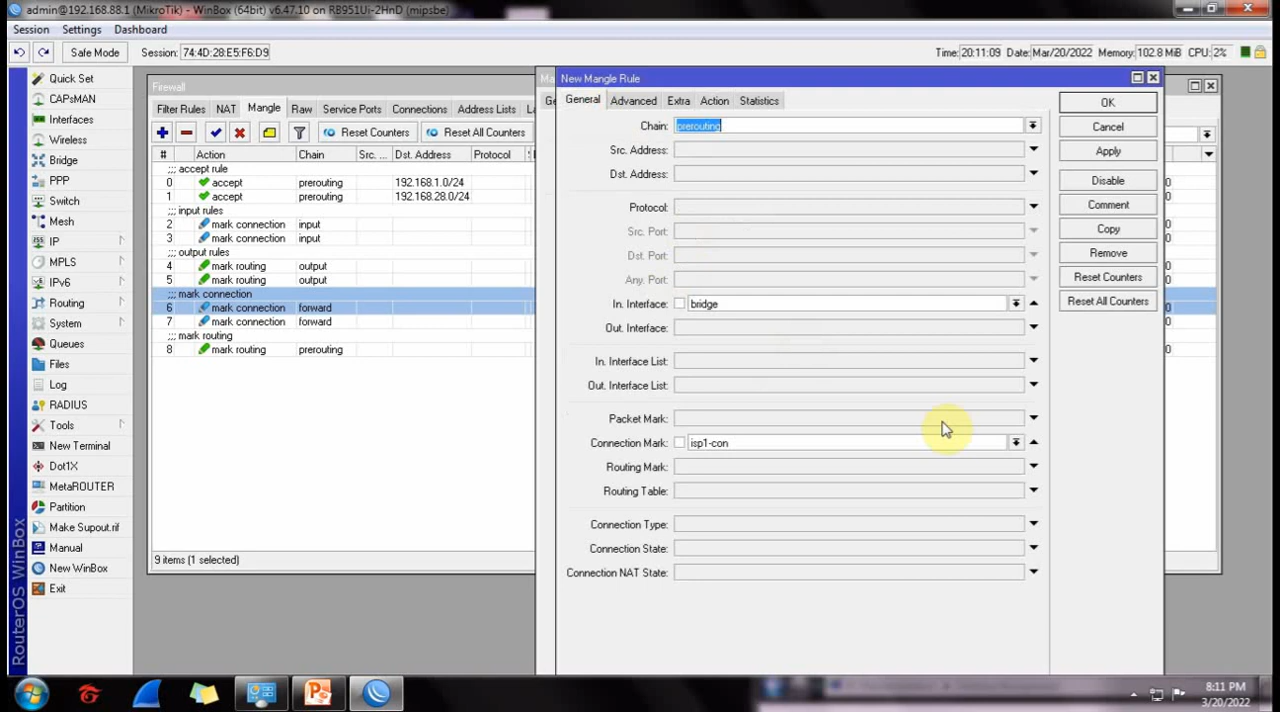 admin@192.168.88.1 (MikroTik) - WinBox (64bit) v6.47.10 on RB951Ui-2HnD (mipsbe)
Session Settings Dashboard
Safe Mode Session: 74:4D:28:E5:F6:D9 Time: 20:11:09 Date: Mar/20/2022 Memory: 102.8 MiB CPU: 2%
Quick Set
CAPsMAN
Interfaces
Wireless
Bridge
PPP
Switch
Mesh
IP
MPLS
IPv6
Routing
System
Queues
Files
Log
RADIUS
Tools
New Terminal
Dot1X
MetaROUTER
Partition
Make Supout.rif
Manual
New WinBox
Exit
RouterOS WinBox
Firewall
Filter Rules NAT Mangle Raw Service Ports Connections Address Lists
Reset Counters Reset All Counters
# Action Chain Src. ... Dst. Address Protocol
;;; accept rule
0 accept prerouting 192.168.1.0/24
1 accept prerouting 192.168.28.0/24
;;; input rules
2 mark connection input
3 mark connection input
;;; output rules
4 mark routing output
5 mark routing output
;;; mark connection
6 mark connection forward
7 mark connection forward
;;; mark routing
8 mark routing prerouting
9 items (1 selected)
New Mangle Rule
General Advanced Extra Action Statistics
Chain: prerouting
Src. Address:
Dst. Address:
Protocol:
Src. Port:
Dst. Port:
Any. Port:
In. Interface: bridge
Out. Interface:
In. Interface List:
Out. Interface List:
Packet Mark:
Connection Mark: isp1-con
Routing Mark:
Routing Table:
Connection Type:
Connection State:
Connection NAT State:
OK
Cancel
Apply
Disable
Comment
Copy
Remove
Reset Counters
Reset All Counters
8:11 PM
3/20/2022